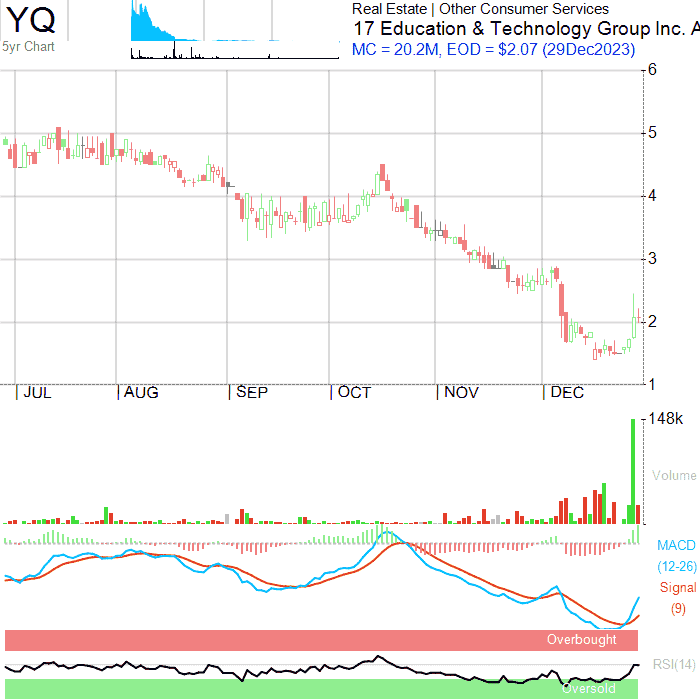 YQ
5yr Chart
Real Estate | Other Consumer Services
17 Education & Technology Group Inc. A
MC = 20.2M, EOD = $2.07 (29Dec2023)
6
5
4
3
2
1
JUL AUG SEP OCT NOV DEC
148k
Volume
MACD
(12-26)
Signal
(9)
Overbought
RSI(14)
Oversold